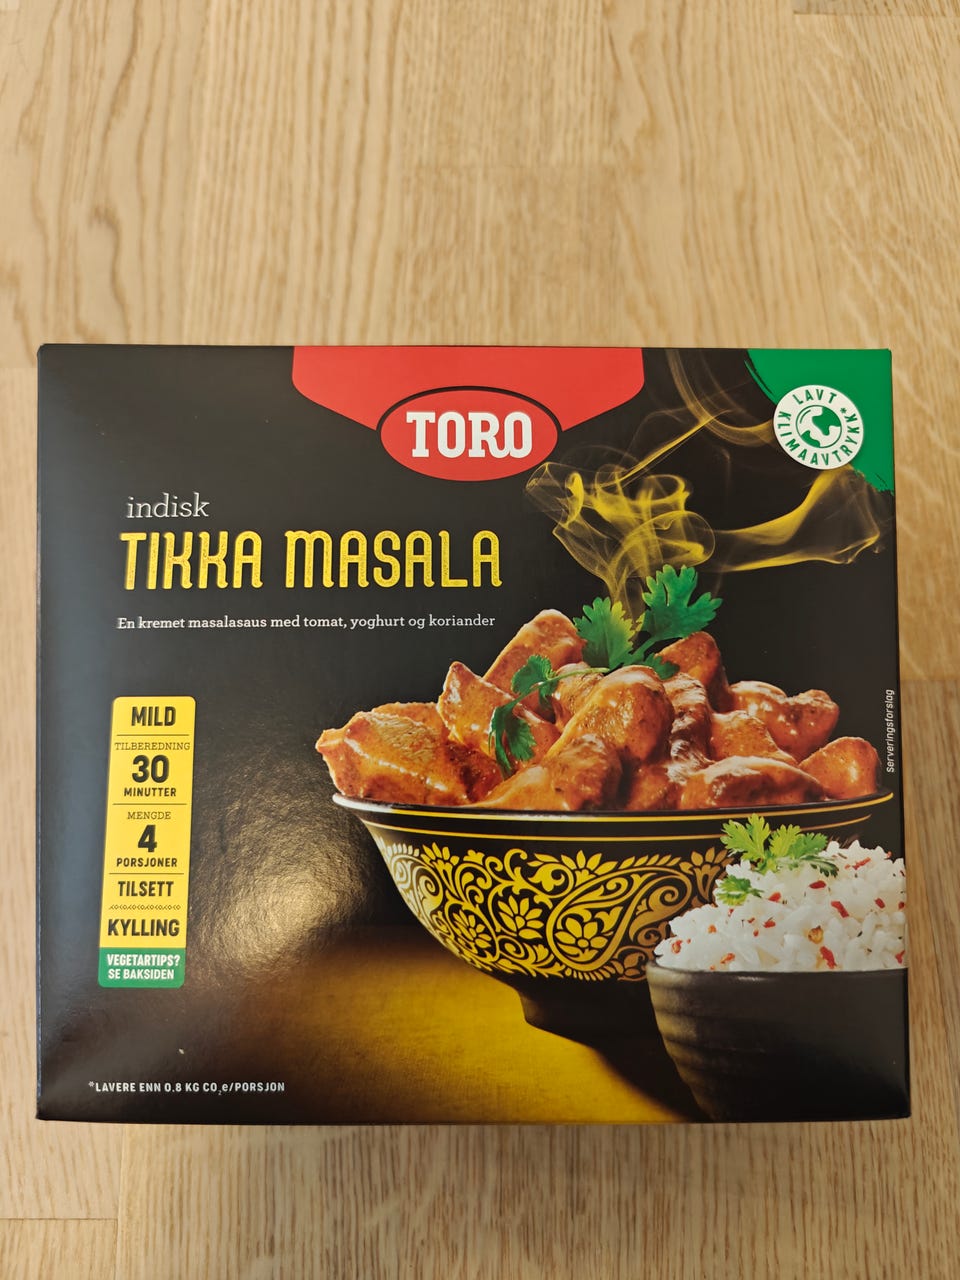 TORO
LAVT
KLIMAAVTRYKK*
indisk
TIKKA MASALA
En kremet masalasaus med tomat, yoghurt og koriander
serveringsforslag
MILD
TILBEREDNING
30
MINUTTER
MENGDE
4
PORSJONER
TILSETT
KYLLING
VEGETARTIPS?
SE BAKSIDEN
*LAVERE ENN 0.8 KG CO₂e/PORSJON